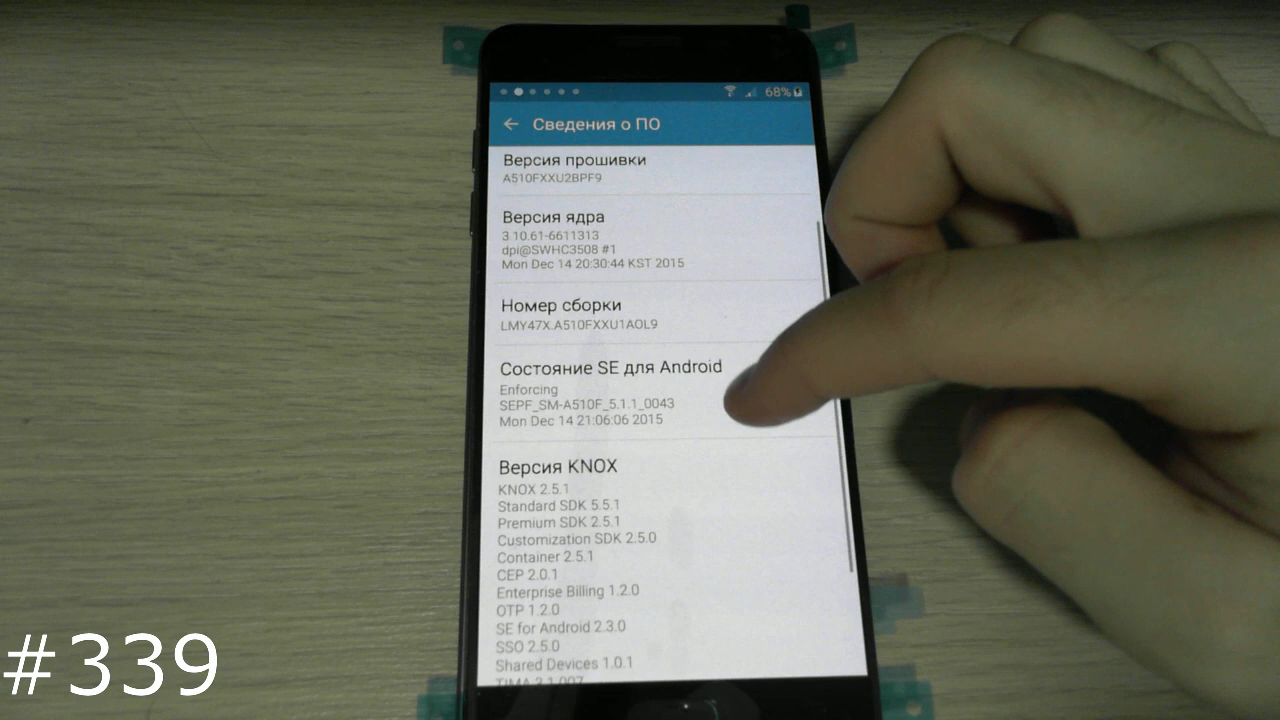 68%
Сведения о ПО
Версия прошивки
A510FXXU2BPF9
Версия ядра
3.10.61-6611313
dpi@SWHC3508 #1
Mon Dec 14 20:30:44 KST 2015
Номер сборки
LMY47X.A510FXXU1AOL9
Состояние SE для Android
Enforcing
SEPF_SM-A510F_5.1.1_0043
Mon Dec 14 21:06:06 2015
Версия KNOX
KNOX 2.5.1
Standard SDK 5.5.1
Premium SDK 2.5.1
Customization SDK 2.5.0
Container 2.5.1
CEP 2.0.1
Enterprise Billing 1.2.0
OTP 1.2.0
SE for Android 2.3.0
SSO 2.5.0
Shared Devices 1.0.1
TIMA 3.1.007
#339